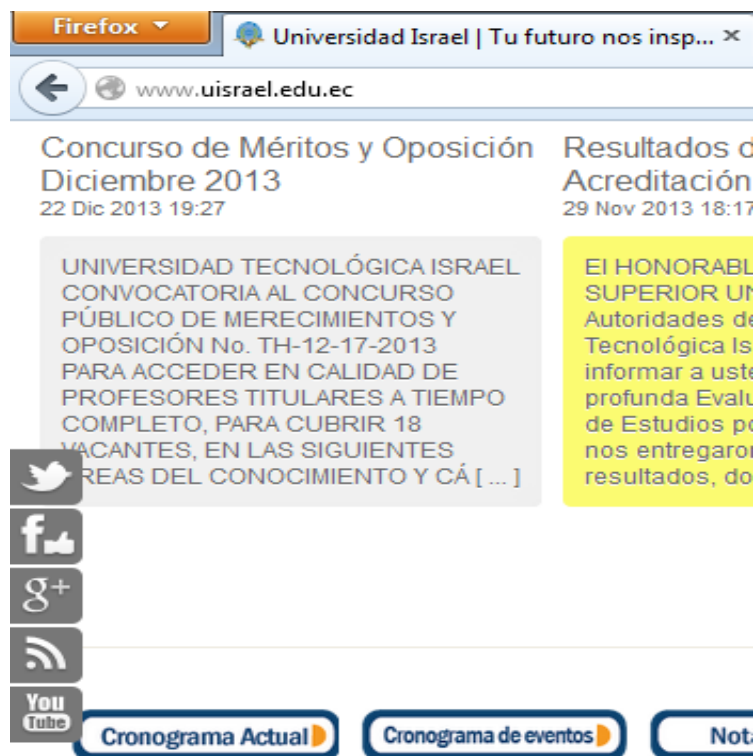 Firefox
Universidad Israel | Tu futuro nos insp...
www.uisrael.edu.ec
Concurso de Méritos y Oposición
Diciembre 2013
22 Dic 2013 19:27
UNIVERSIDAD TECNOLÓGICA ISRAEL
CONVOCATORIA AL CONCURSO
PÚBLICO DE MERECIMIENTOS Y
OPOSICIÓN No. TH-12-17-2013
PARA ACCEDER EN CALIDAD DE
PROFESORES TITULARES A TIEMPO
COMPLETO, PARA CUBRIR 18
VACANTES, EN LAS SIGUIENTES
REAS DEL CONOCIMIENTO Y CÁ [ ... ]
Resultados d
Acreditación
29 Nov 2013 18:17
El HONORABL
SUPERIOR UN
Autoridades de
Tecnológica Is
informar a uste
profunda Evalu
de Estudios po
nos entregaron
resultados, do
g+
You
Tube
Cronograma Actual
Cronograma de eventos
Nota